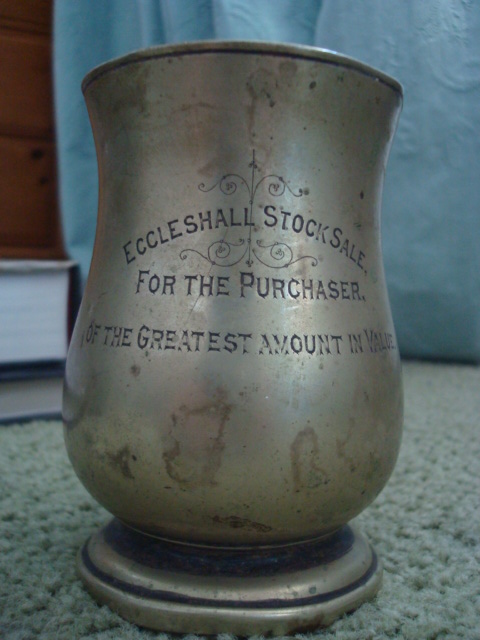 ECCLESHALL STOCK SALE,
FOR THE PURCHASER.
OF THE GREATEST AMOUNT IN VALUE